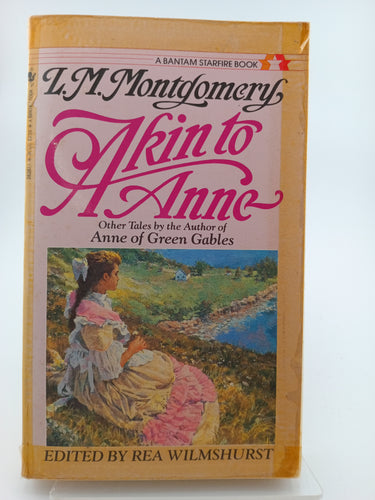 A BANTAM STARFIRE BOOK
L.M. Montgomery
Akin to
Anne
Other Tales by the Author of
Anne of Green Gables
EDITED BY REA WILMSHURST